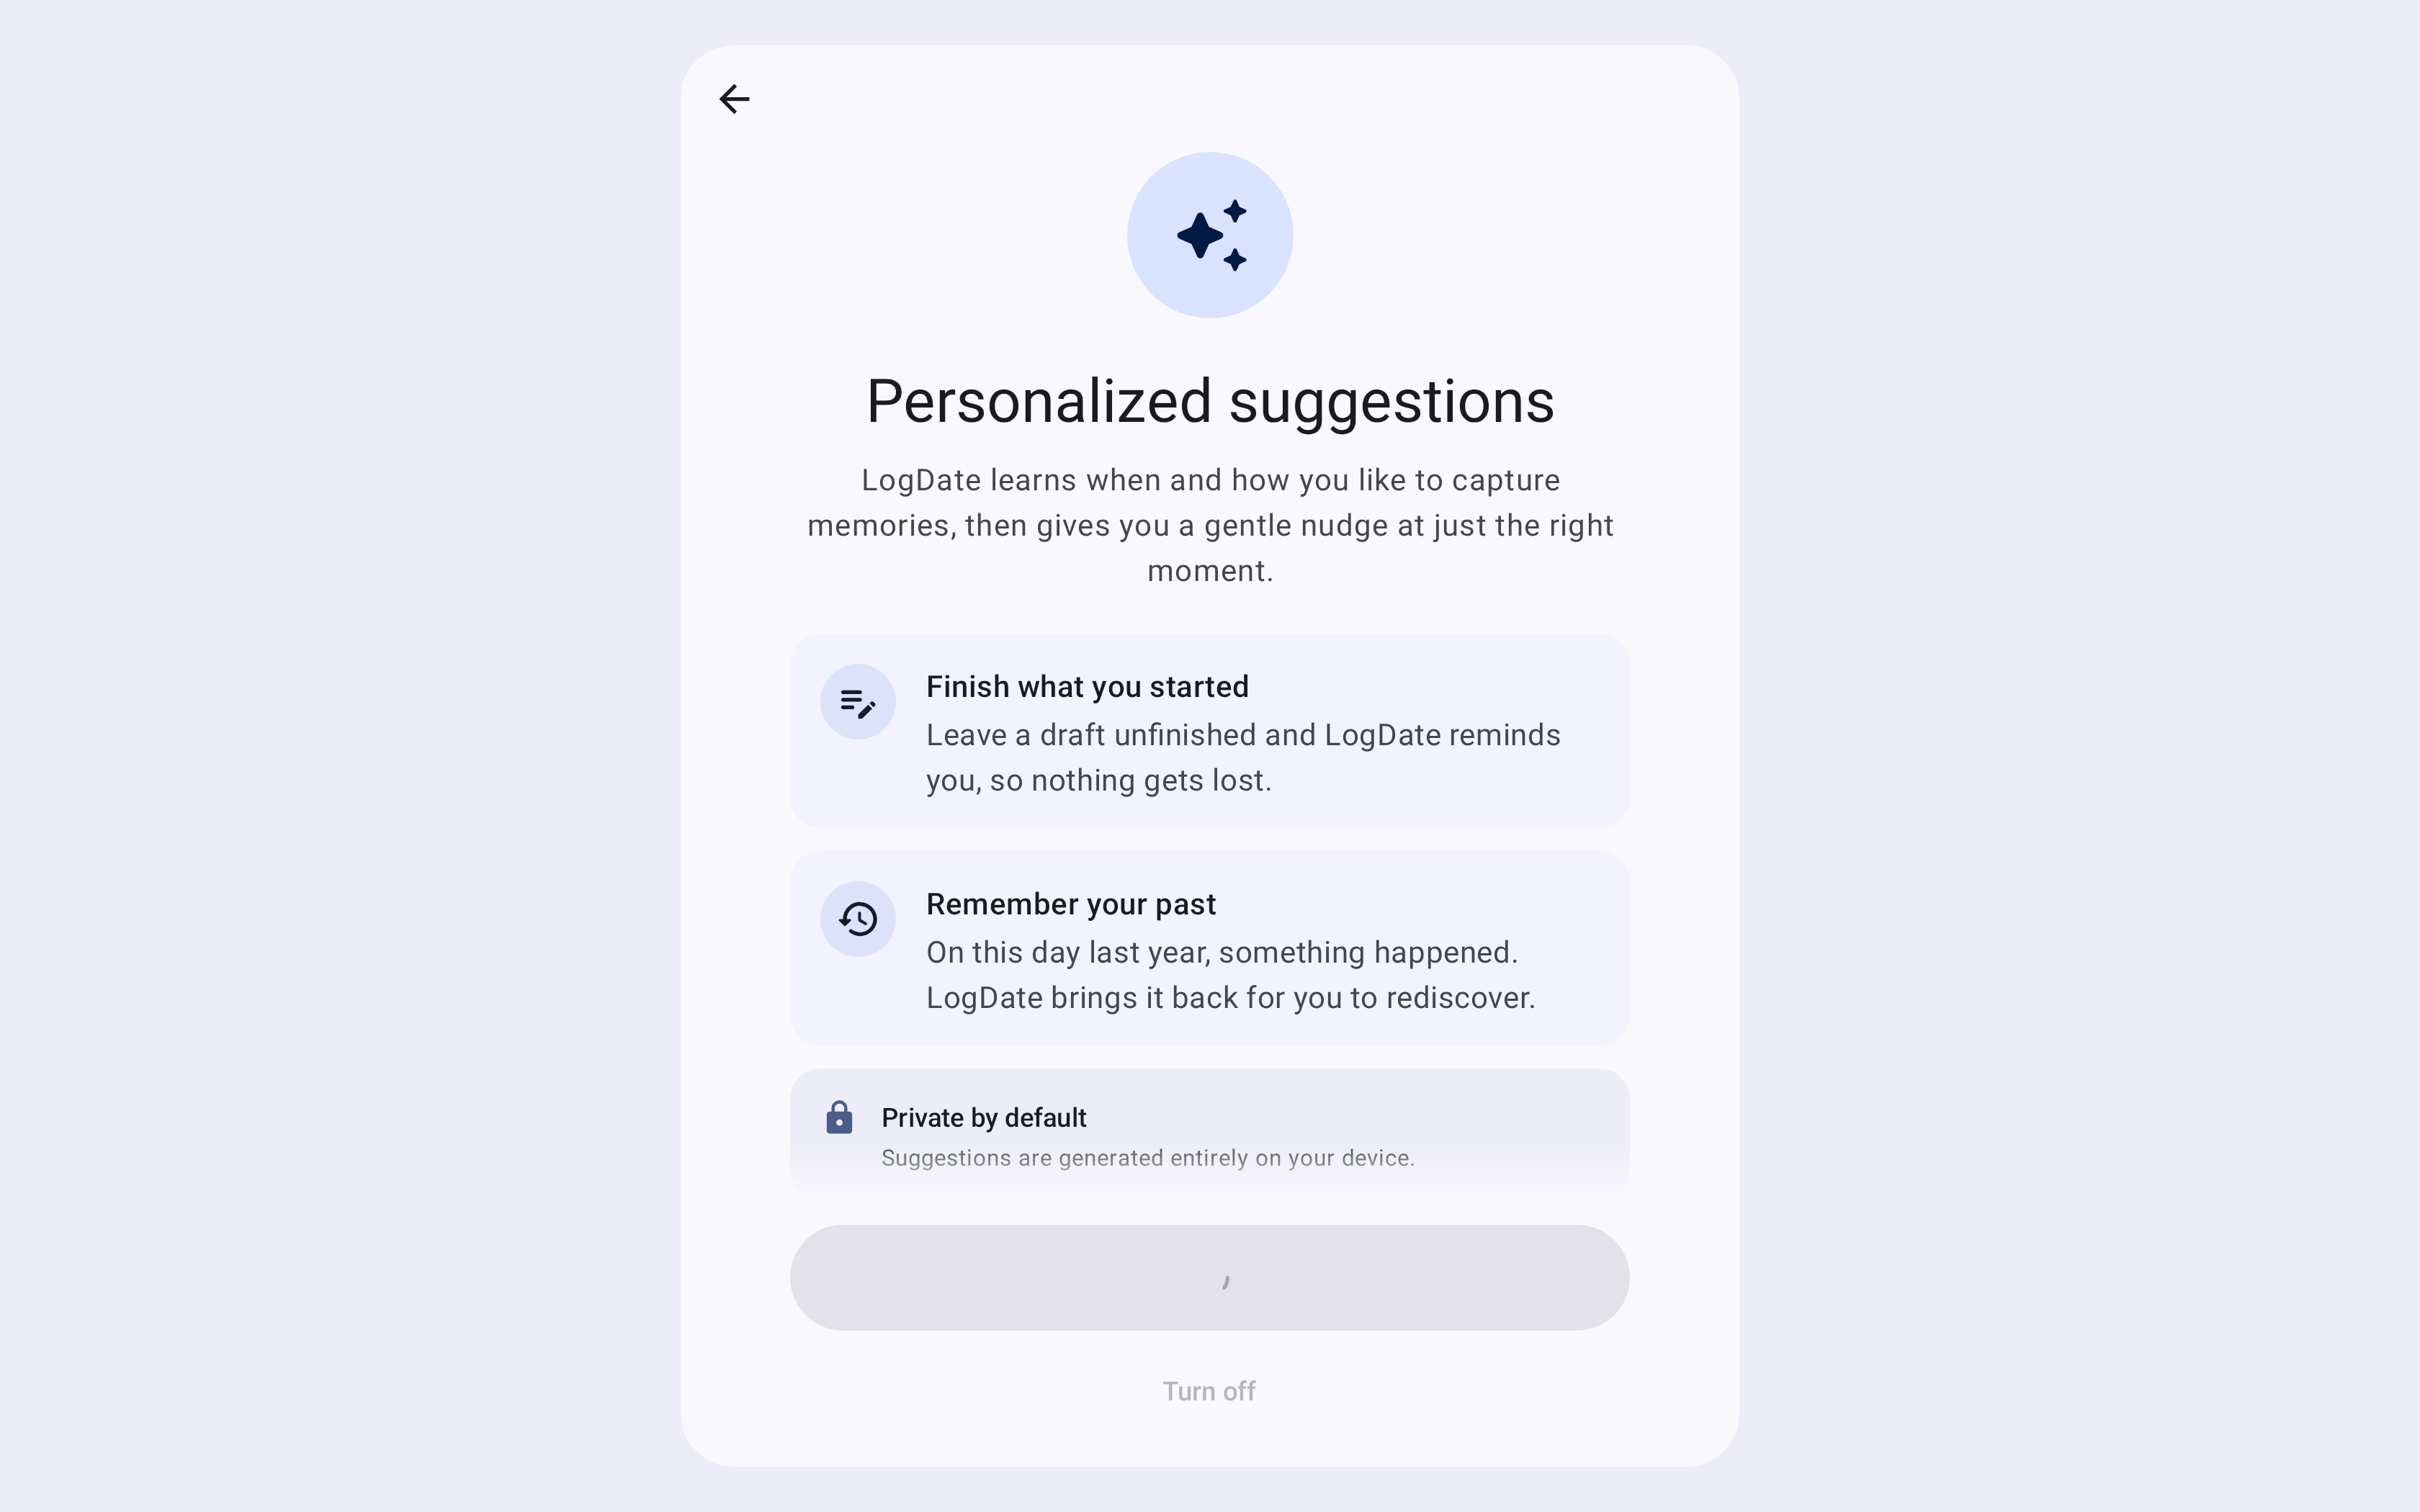 Personalized suggestions
LogDate learns when and how you like to capture
memories, then gives you a gentle nudge at just the right
moment.
Finish what you started
Leave a draft unfinished and LogDate reminds
you, so nothing gets lost.
Remember your past
On this day last year, something happened.
LogDate brings it back for you to rediscover.
Private by default
Suggestions are generated entirely on your device.
Turn off